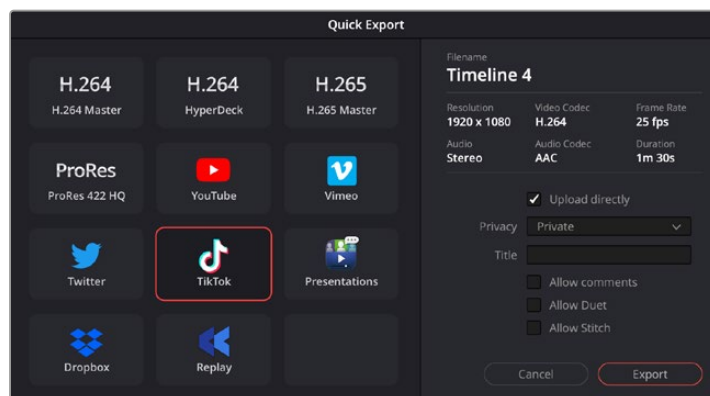 Quick Export
H.264
H.264 Master
H.264
HyperDeck
H.265
H.265 Master
ProRes
ProRes 422 HQ
YouTube
Vimeo
Twitter
TikTok
Presentations
Dropbox
Replay
Filename
Timeline 4
Resolution
1920 x 1080
Video Codec
H.264
Frame Rate
25 fps
Audio
Stereo
Audio Codec
AAC
Duration
1m 30s
Upload directly
Privacy
Private
Title
Allow comments
Allow Duet
Allow Stitch
Cancel
Export